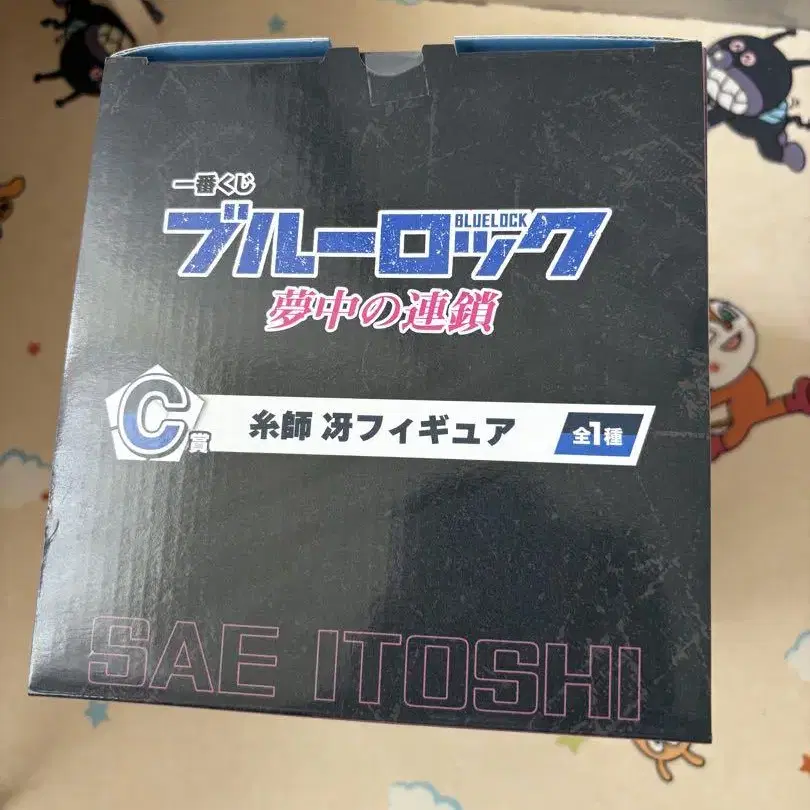 一番くじ
ブルーロック
BLUELOCK
夢中の連鎖
C賞 糸師 冴フィギュア 全1種
SAE ITOSHI